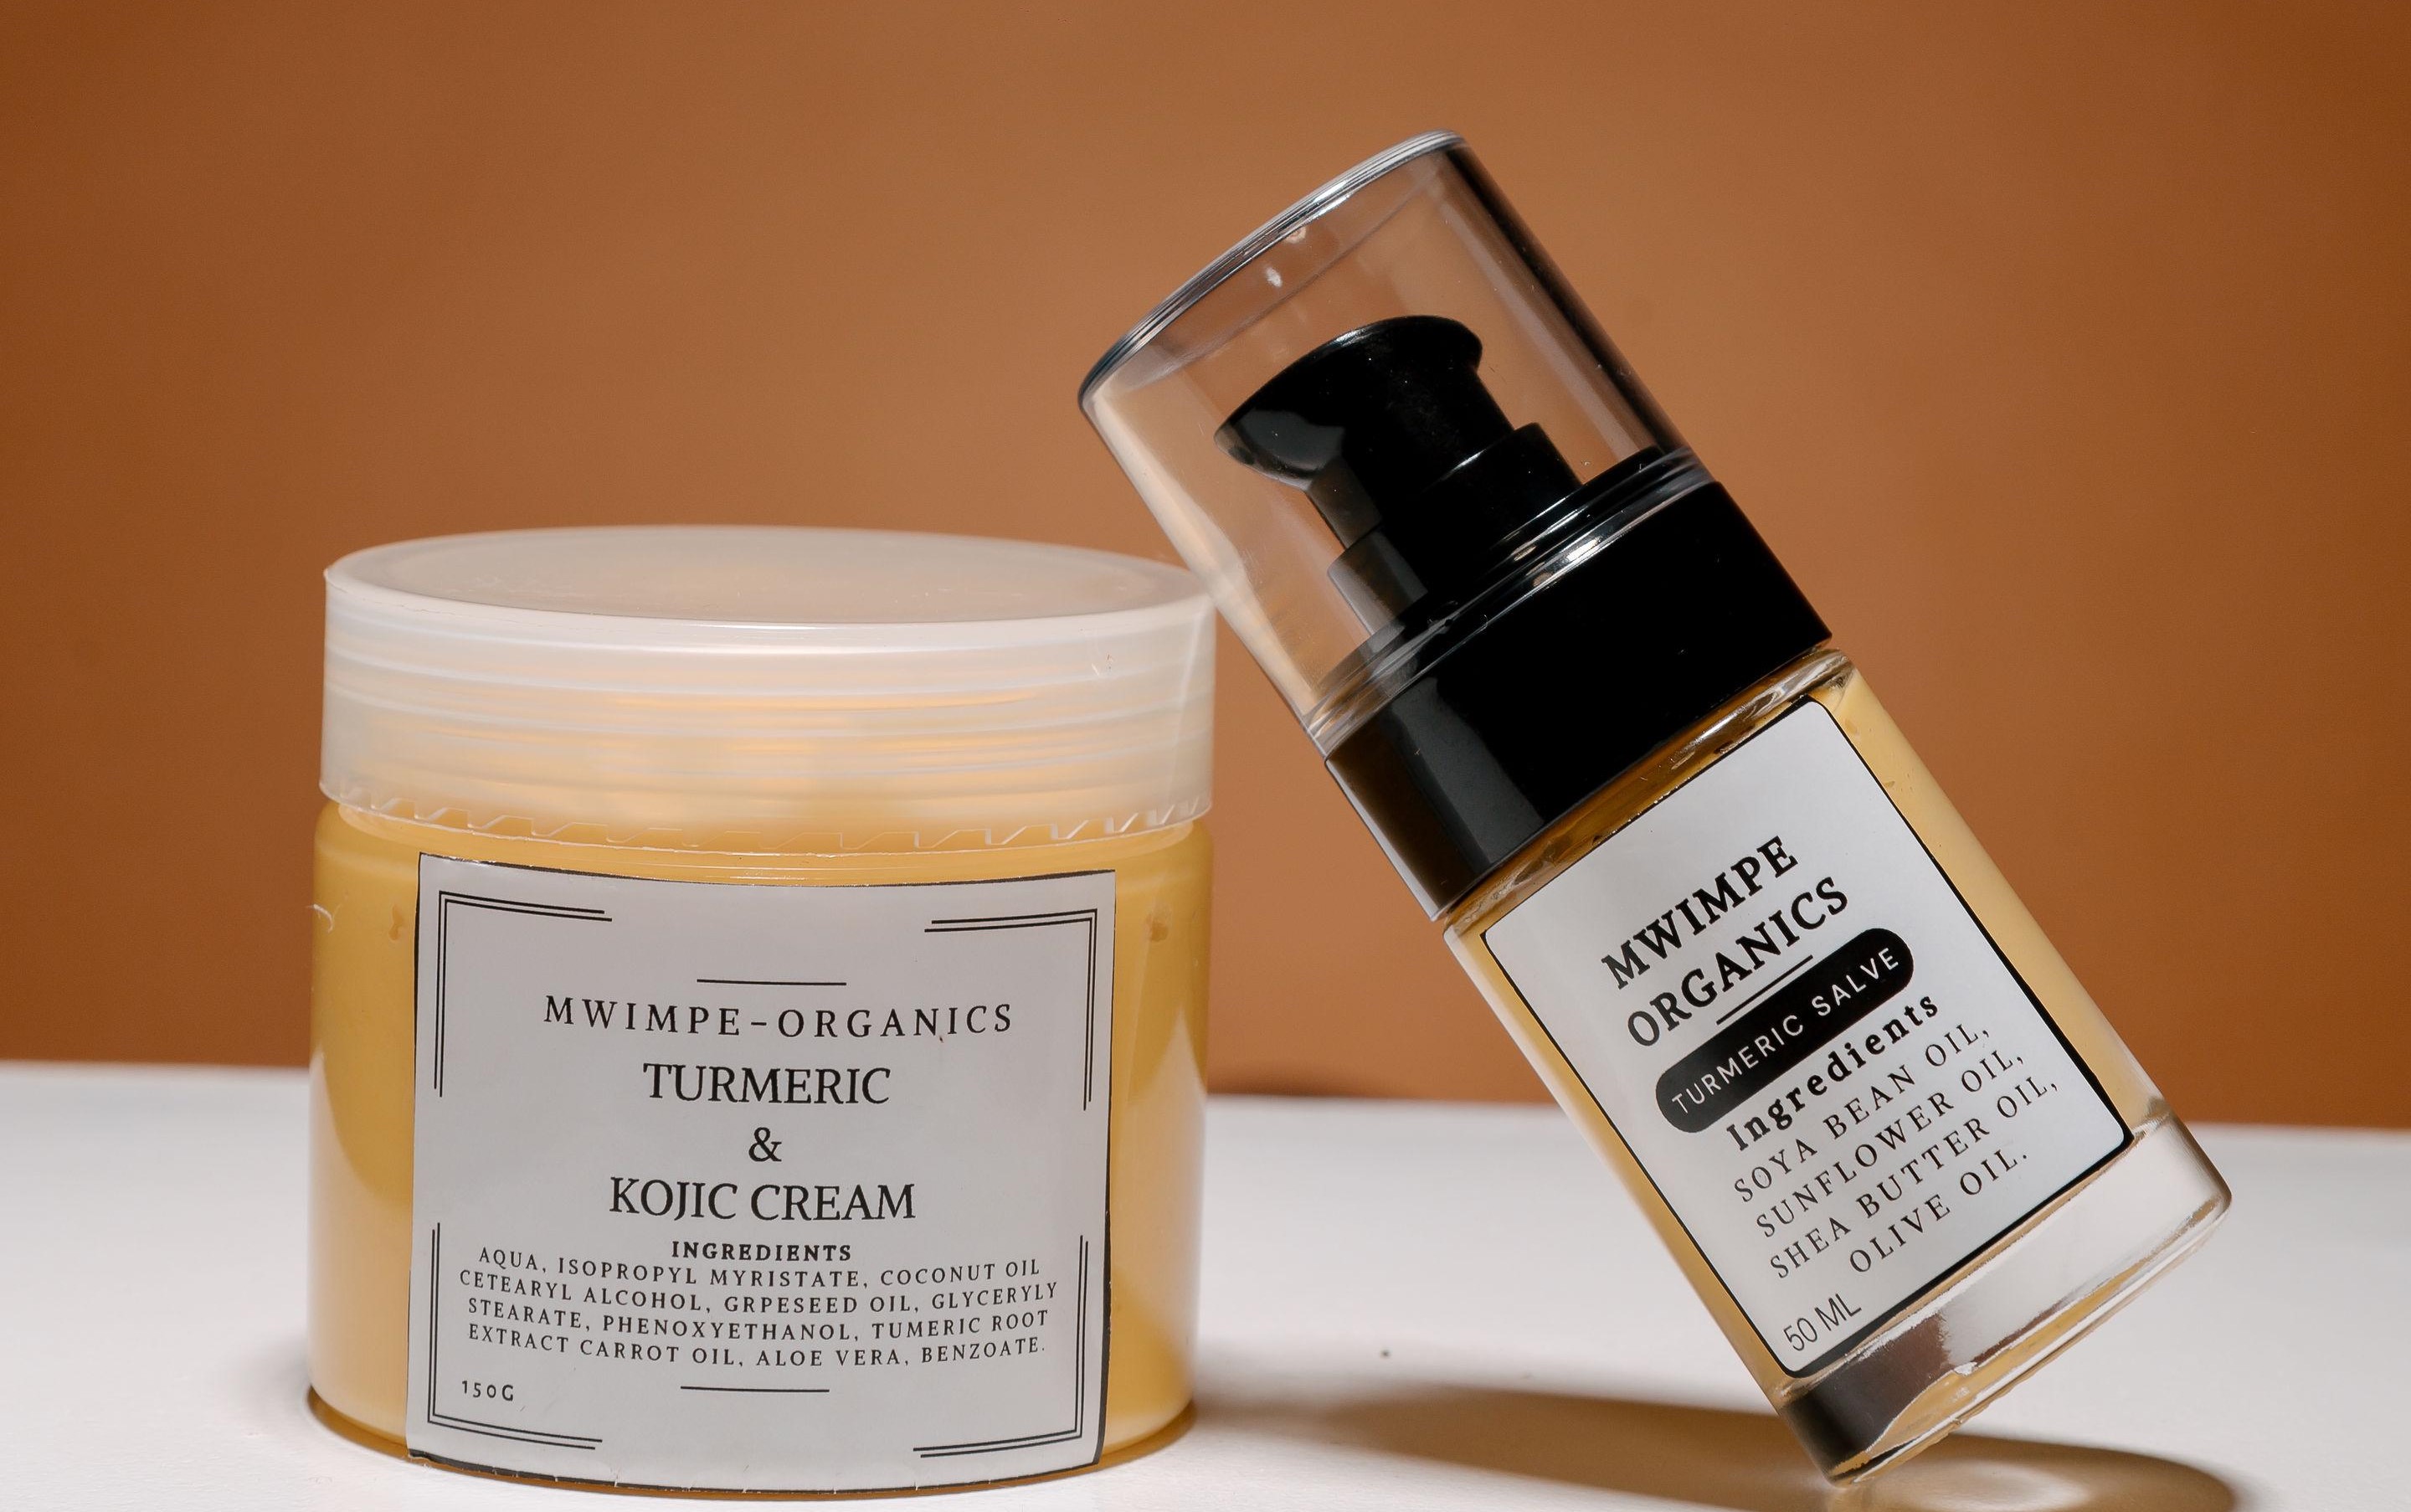 MWIMPE-ORGANICS
TURMERIC
&
KOJIC CREAM
INGREDIENTS
AQUA, ISOPROPYL MYRISTATE, COCONUT OIL
CETEARYL ALCOHOL, GRPESEED OIL, GLYCERYLY
STEARATE, PHENOXYETHANOL, TUMERIC ROOT
EXTRACT CARROT OIL, ALOE VERA, BENZOATE.
150G
MWIMPE
ORGANICS
TURMERIC SALVE
Ingredients
SOYA BEAN OIL,
SUNFLOWER OIL,
SHEA BUTTER OIL,
OLIVE OIL.
50 ML